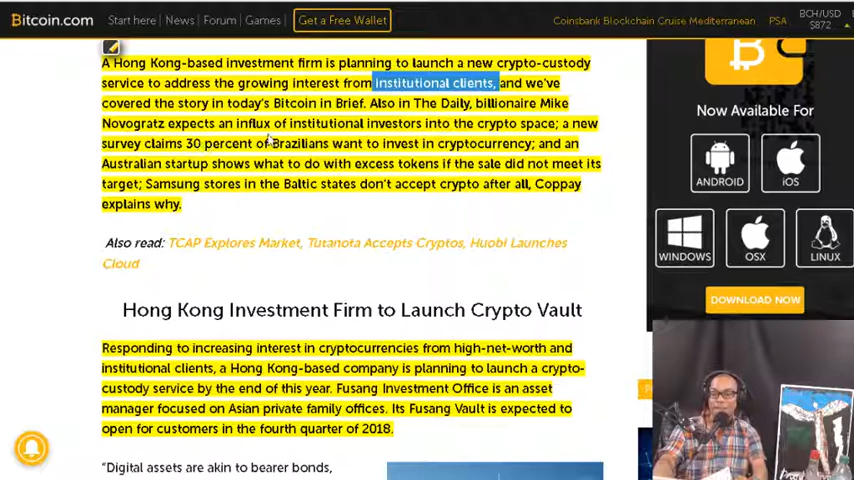 Bitcoin.com Start here | News | Forum | Games | Get a Free Wallet Coinsbank Blockchain Cruise Mediterranean PSA BCH/USD
$872
A Hong Kong-based investment firm is planning to launch a new crypto-custody
service to address the growing interest from institutional clients, and we've
covered the story in today's Bitcoin in Brief. Also in The Daily, billionaire Mike
Novogratz expects an influx of institutional investors into the crypto space; a new
survey claims 30 percent of Brazilians want to invest in cryptocurrency; and an
Australian startup shows what to do with excess tokens if the sale did not meet its
target; Samsung stores in the Baltic states don't accept crypto after all, Coppay
explains why.
Also read: TCAP Explores Market, Tutanota Accepts Cryptos, Huobi Launches
Cloud
Hong Kong Investment Firm to Launch Crypto Vault
Responding to increasing interest in cryptocurrencies from high-net-worth and
institutional clients, a Hong Kong-based company is planning to launch a crypto-
custody service by the end of this year. Fusang Investment Office is an asset
manager focused on Asian private family offices. Its Fusang Vault is expected to
open for customers in the fourth quarter of 2018.
"Digital assets are akin to bearer bonds,
Now Available For
ANDROID
iOS
WINDOWS
OSX
LINUX
DOWNLOAD NOW